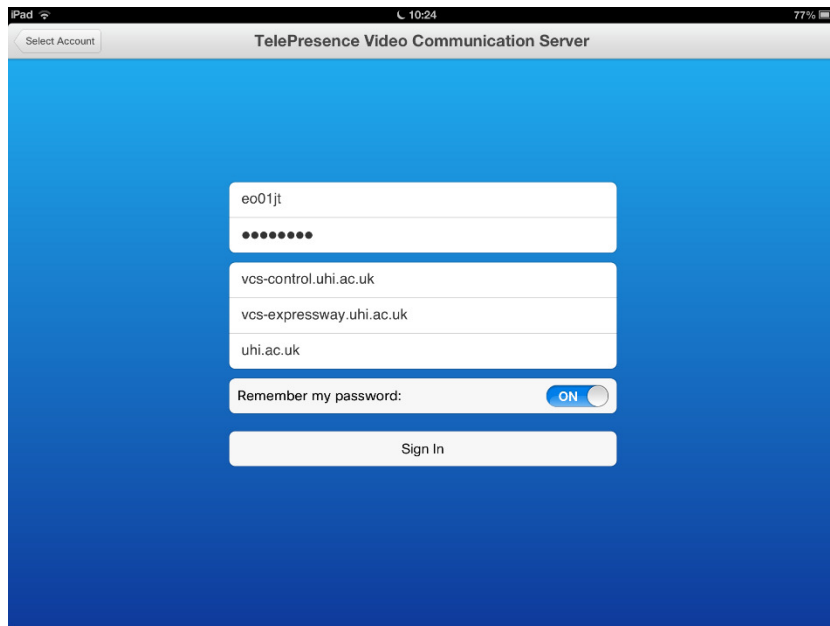 iPad 10:24 77%
Select Account TelePresence Video Communication Server
eo01jt
●●●●●●●●
vcs-control.uhi.ac.uk
vcs-expressway.uhi.ac.uk
uhi.ac.uk
Remember my password: ON
Sign In